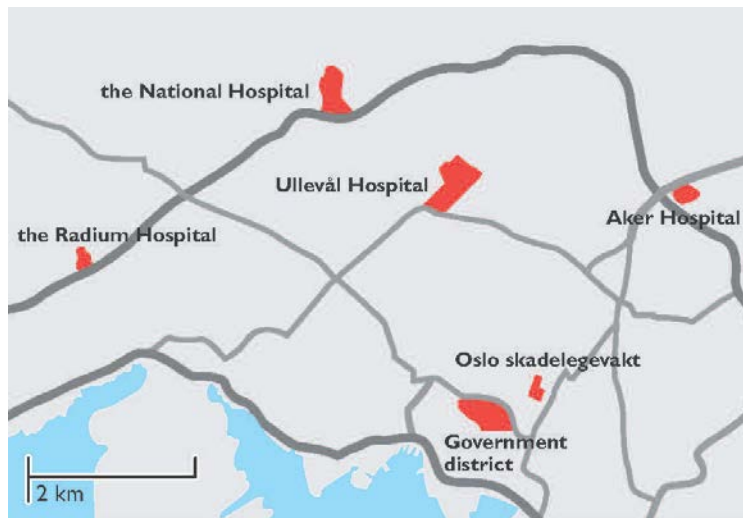 the National Hospital
Ullevål Hospital
Aker Hospital
the Radium Hospital
Oslo skadelegevakt
Government
district
2 km